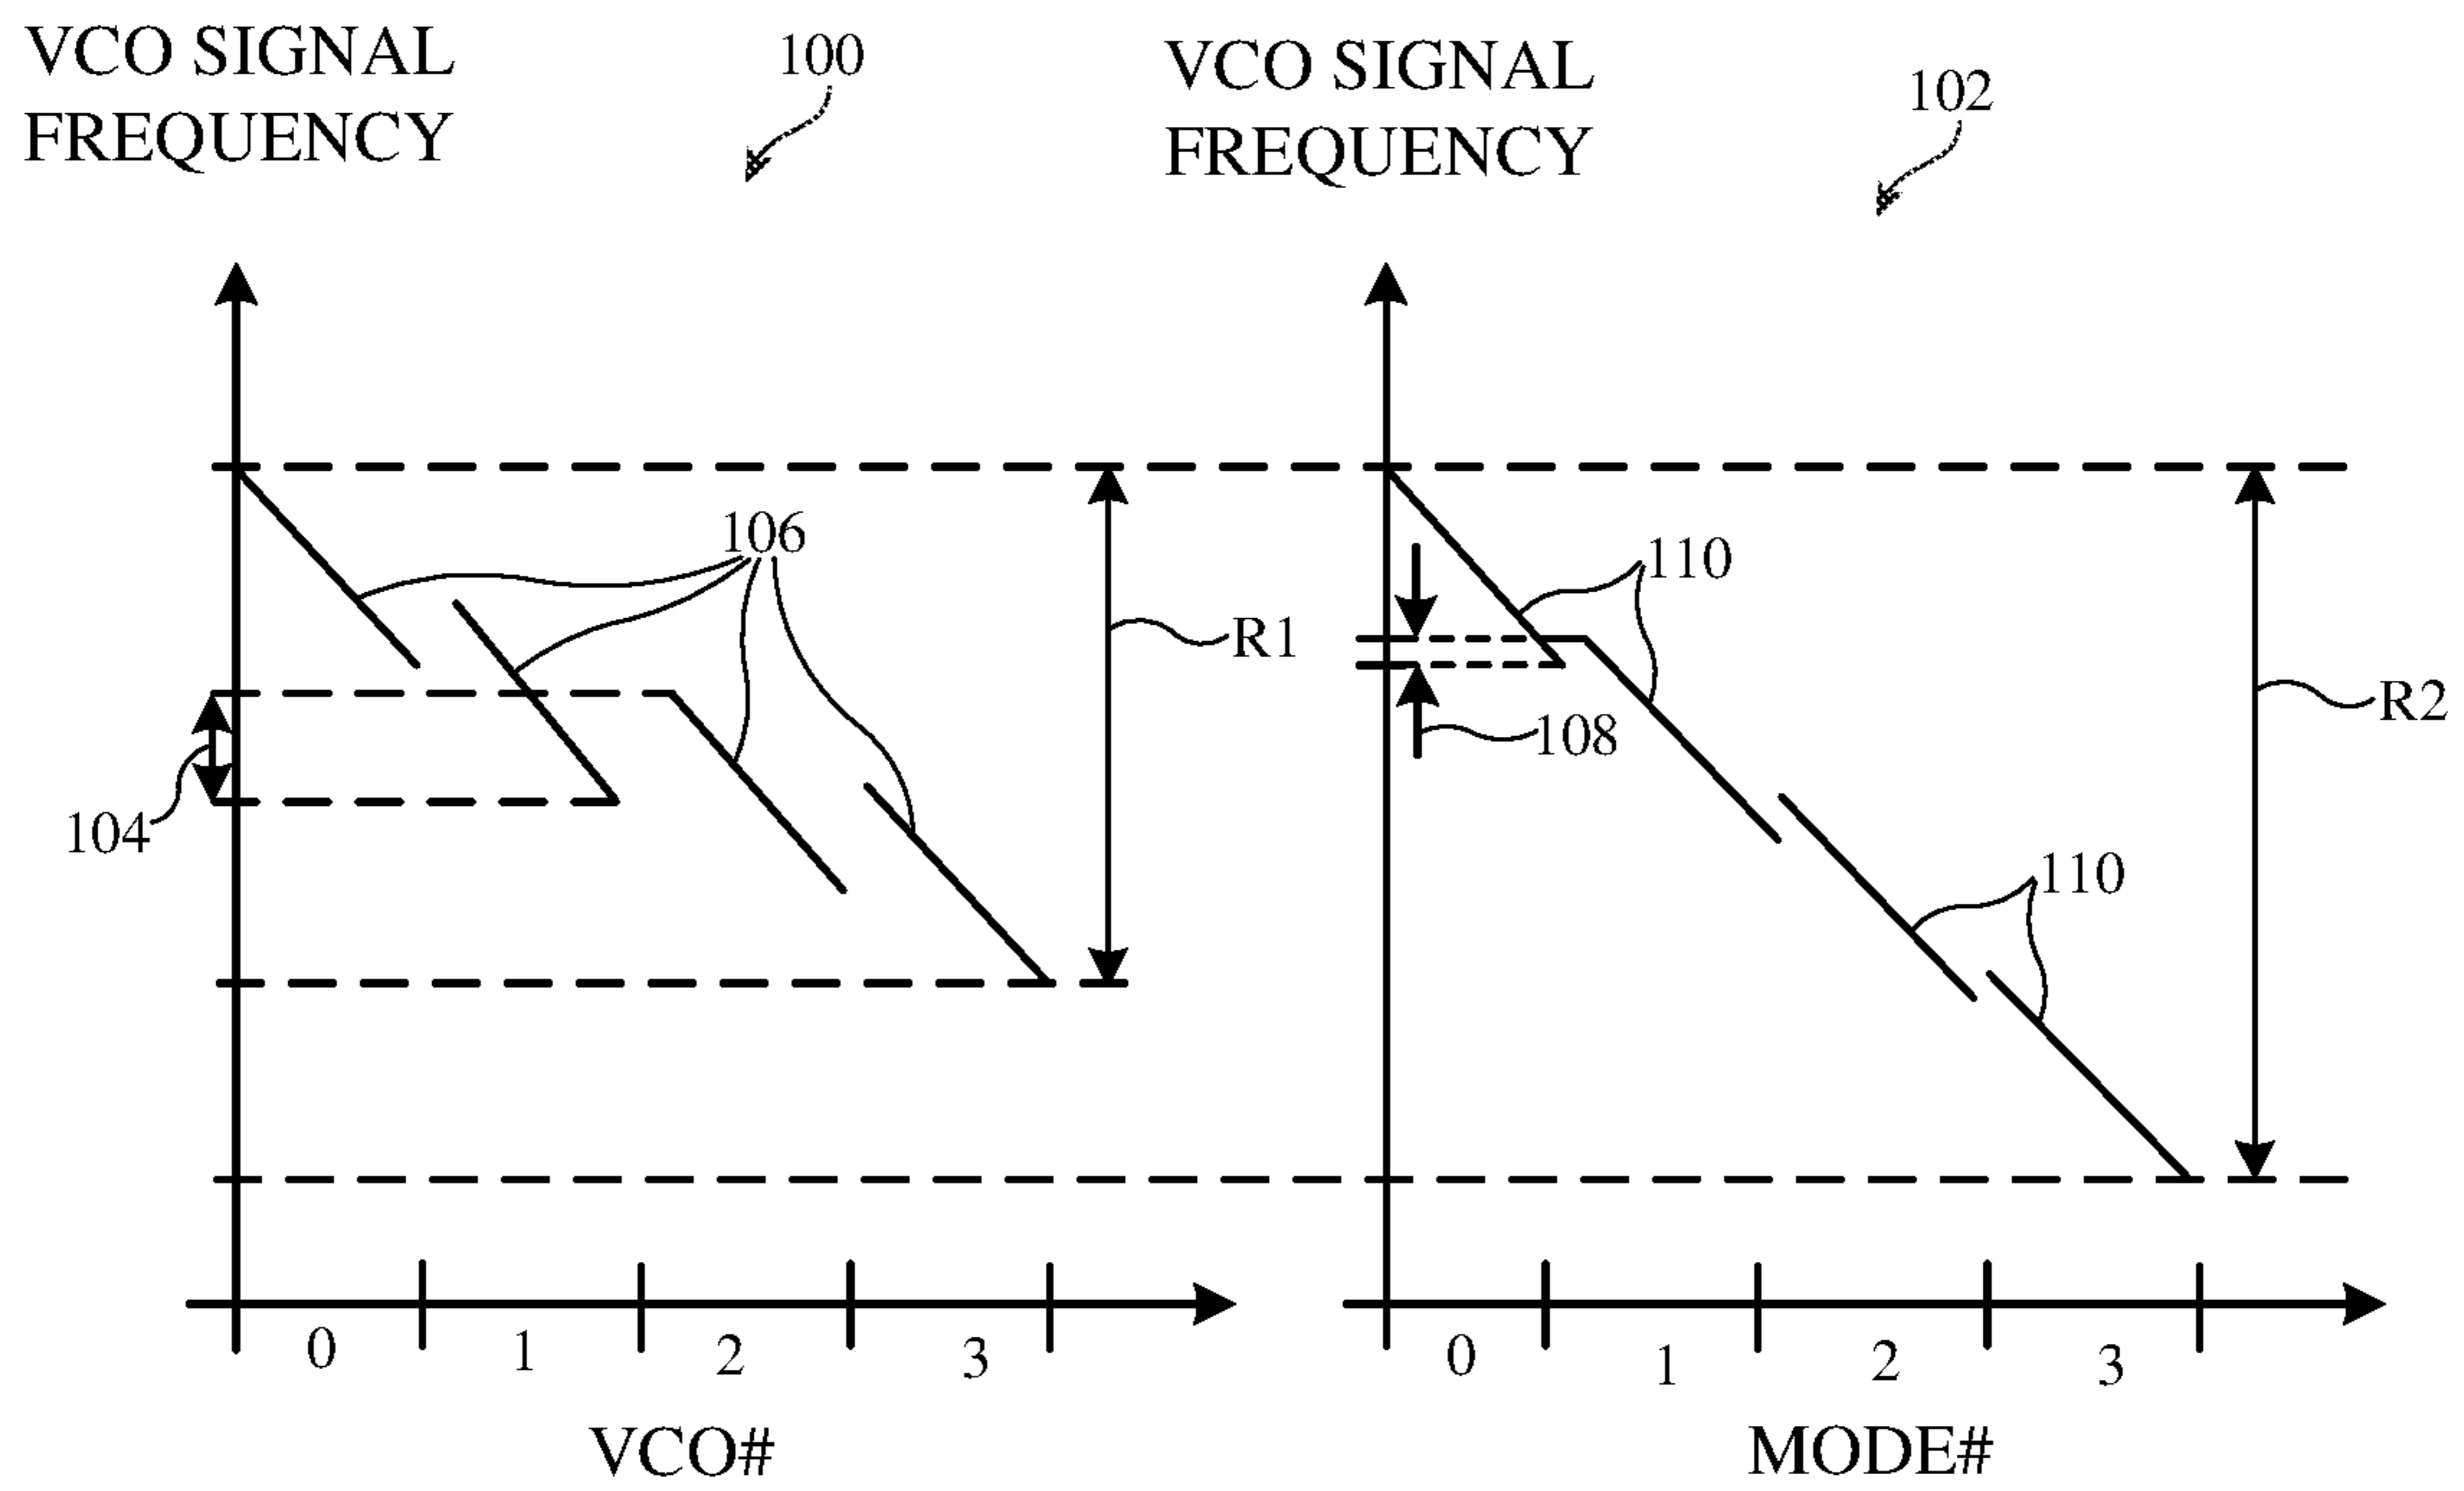 VCO SIGNAL
FREQUENCY
100
106
R1
104
0
1
2
3
VCO#
VCO SIGNAL
FREQUENCY
102
110
R2
108
110
0
1
2
3
MODE#